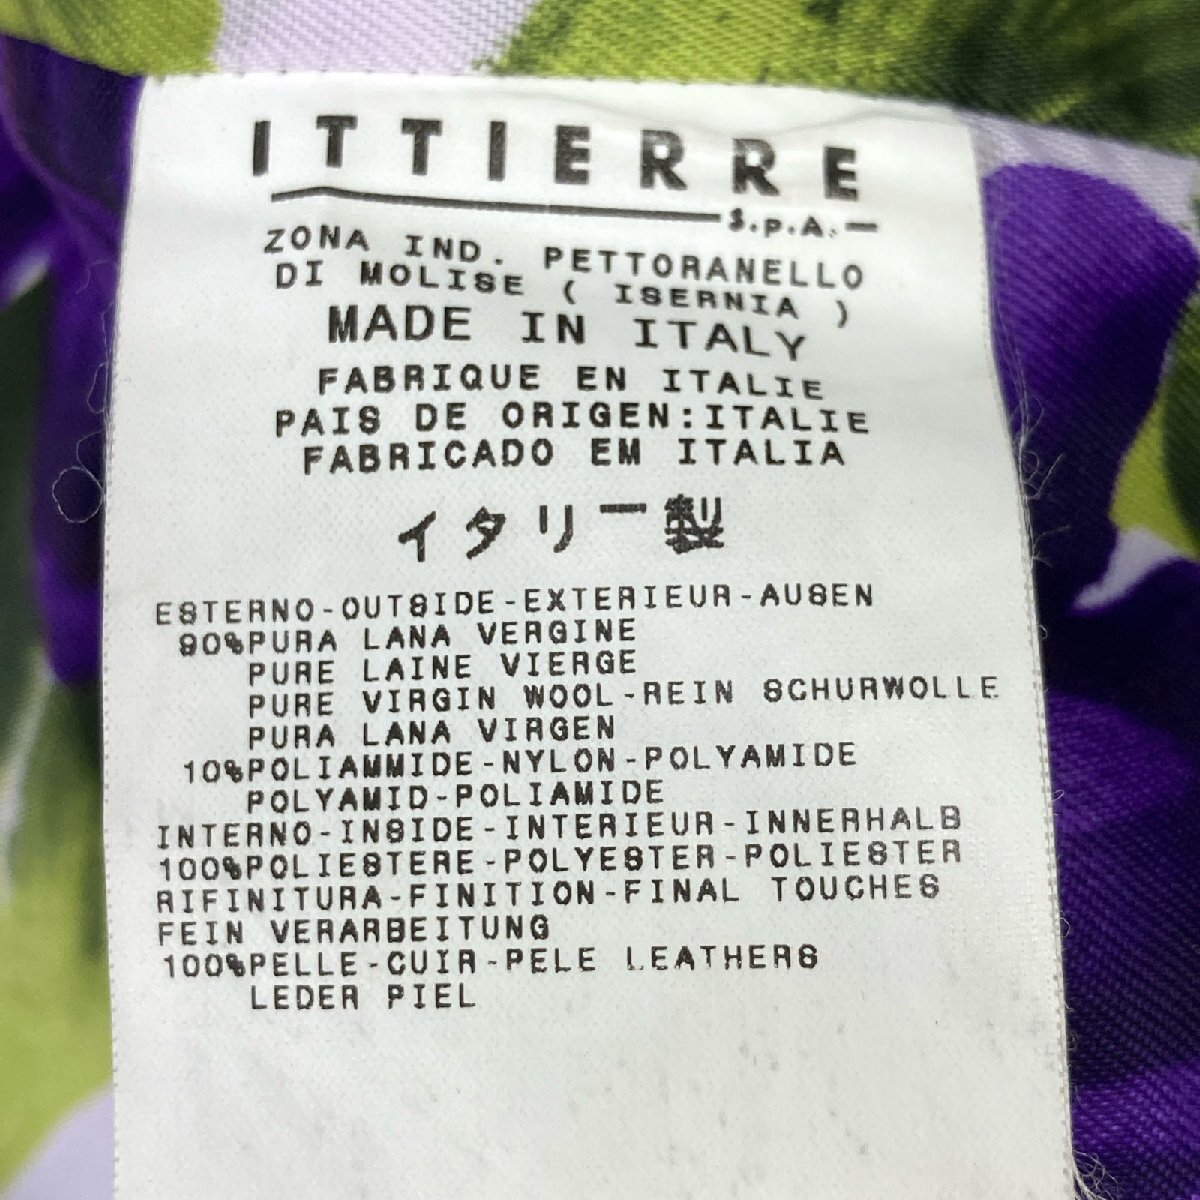 ITTIERRE
S.p.A.
ZONA IND. PETTORANELLO
DI MOLISE ( ISERNIA )
MADE IN ITALY
FABRIQUE EN ITALIE
PAIS DE ORIGEN:ITALIE
FABRICADO EM ITALIA
イタリー製
ESTERNO-OUTSIDE-EXTERIEUR-AUSEN
90%PURA LANA VERGINE
PURE LAINE VIERGE
PURE VIRGIN WOOL-REIN SCHURWOLLE
PURA LANA VIRGEN
10%POLIAMMIDE-NYLON-POLYAMIDE
POLYAMID-POLIAMIDE
INTERNO-INSIDE-INTERIEUR-INNERHALB
100%POLIESTERE-POLYESTER-POLIESTER
RIFINITURA-FINITION-FINAL TOUCHES
FEIN VERARBEITUNG
100%PELLE-CUIR-PELE LEATHERS
LEDER PIEL